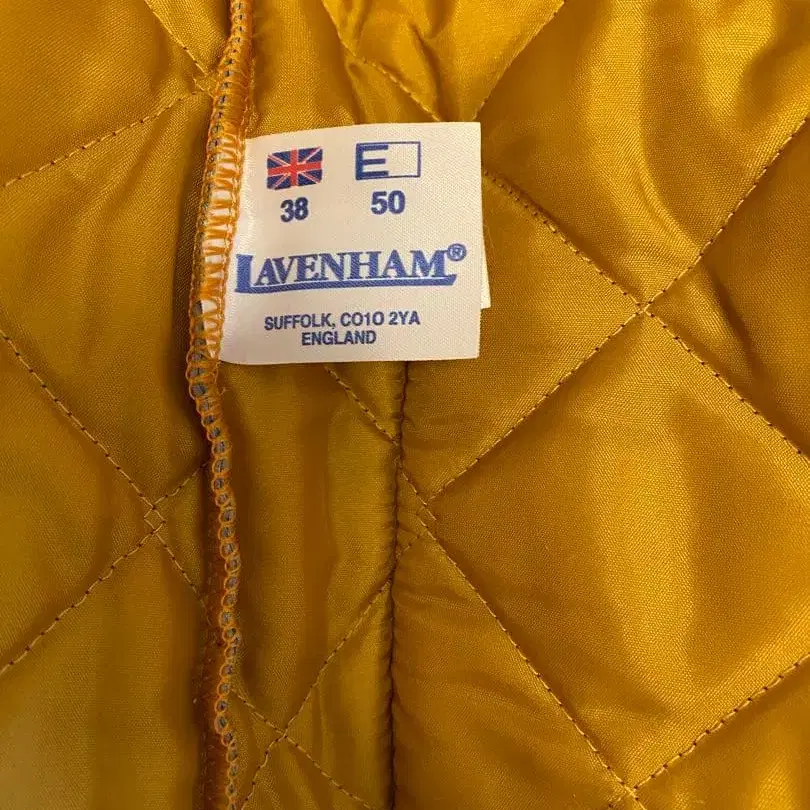 38 E 50
LAVENHAM®
SUFFOLK, CO10 2YA
ENGLAND